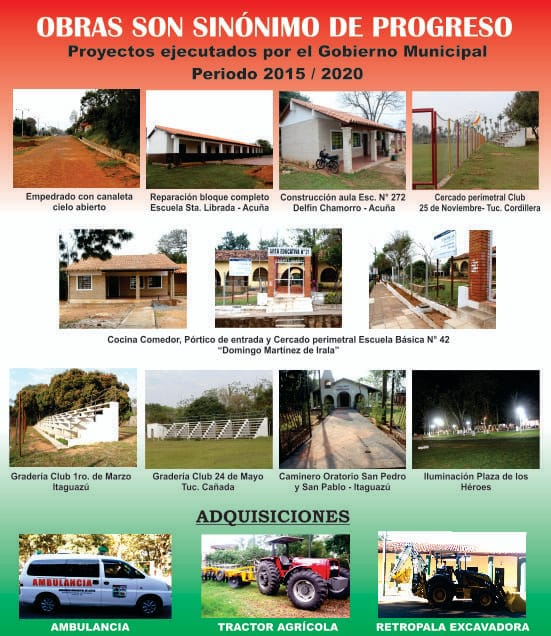 OBRAS SON SINÓNIMO DE PROGRESO
Proyectos ejecutados por el Gobierno Municipal
Periodo 2015 / 2020
Empedrado con canaleta
cielo abierto
Reparación bloque completo
Escuela Sta. Librada - Acuña
Construcción aula Esc. N° 272
Delfín Chamorro - Acuña
Cercado perimetral Club
25 de Noviembre- Tuc. Cordillera
AREA EDUCATIVA N° 21
Cocina Comedor, Pórtico de entrada y Cercado perimetral Escuela Básica N° 42
“Domingo Martínez de Irala”
Gradería Club 1ro. de Marzo
Itaguazú
Gradería Club 24 de Mayo
Tuc. Cañada
Caminero Oratorio San Pedro
y San Pablo - Itaguazú
Iluminación Plaza de los
Héroes
ADQUISICIONES
AMBULANCIA
AMBULANCIA
TRACTOR AGRÍCOLA
RETROPALA EXCAVADORA